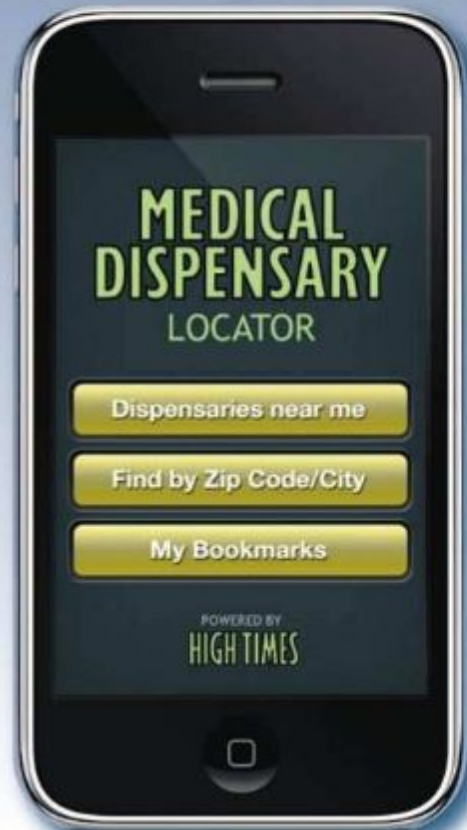 MEDICAL
DISPENSARY
LOCATOR
Dispensaries near me
Find by Zip Code/City
My Bookmarks
POWERED BY
HIGH TIMES